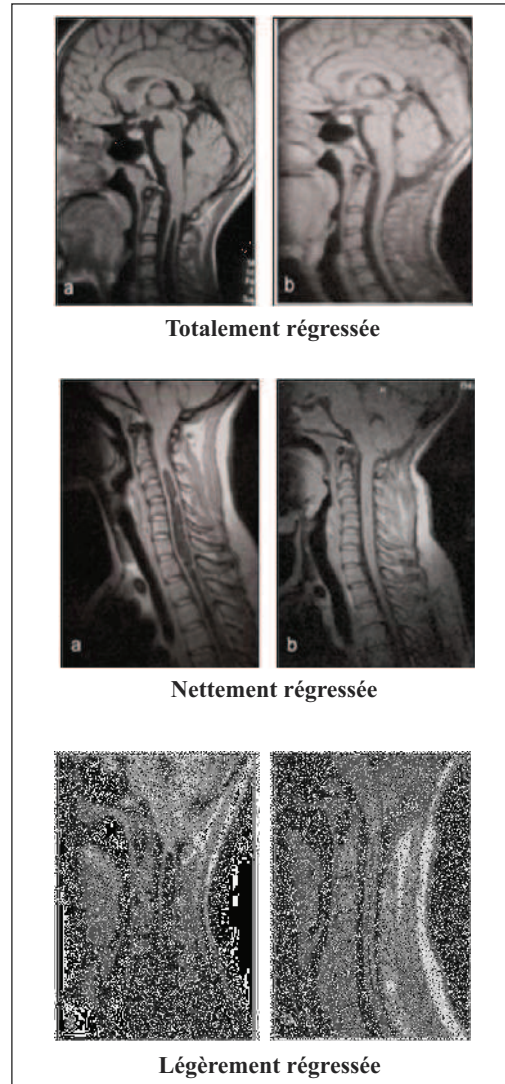 a b
Totalement régressée
a b
Nettement régressée
Légèrement régressée